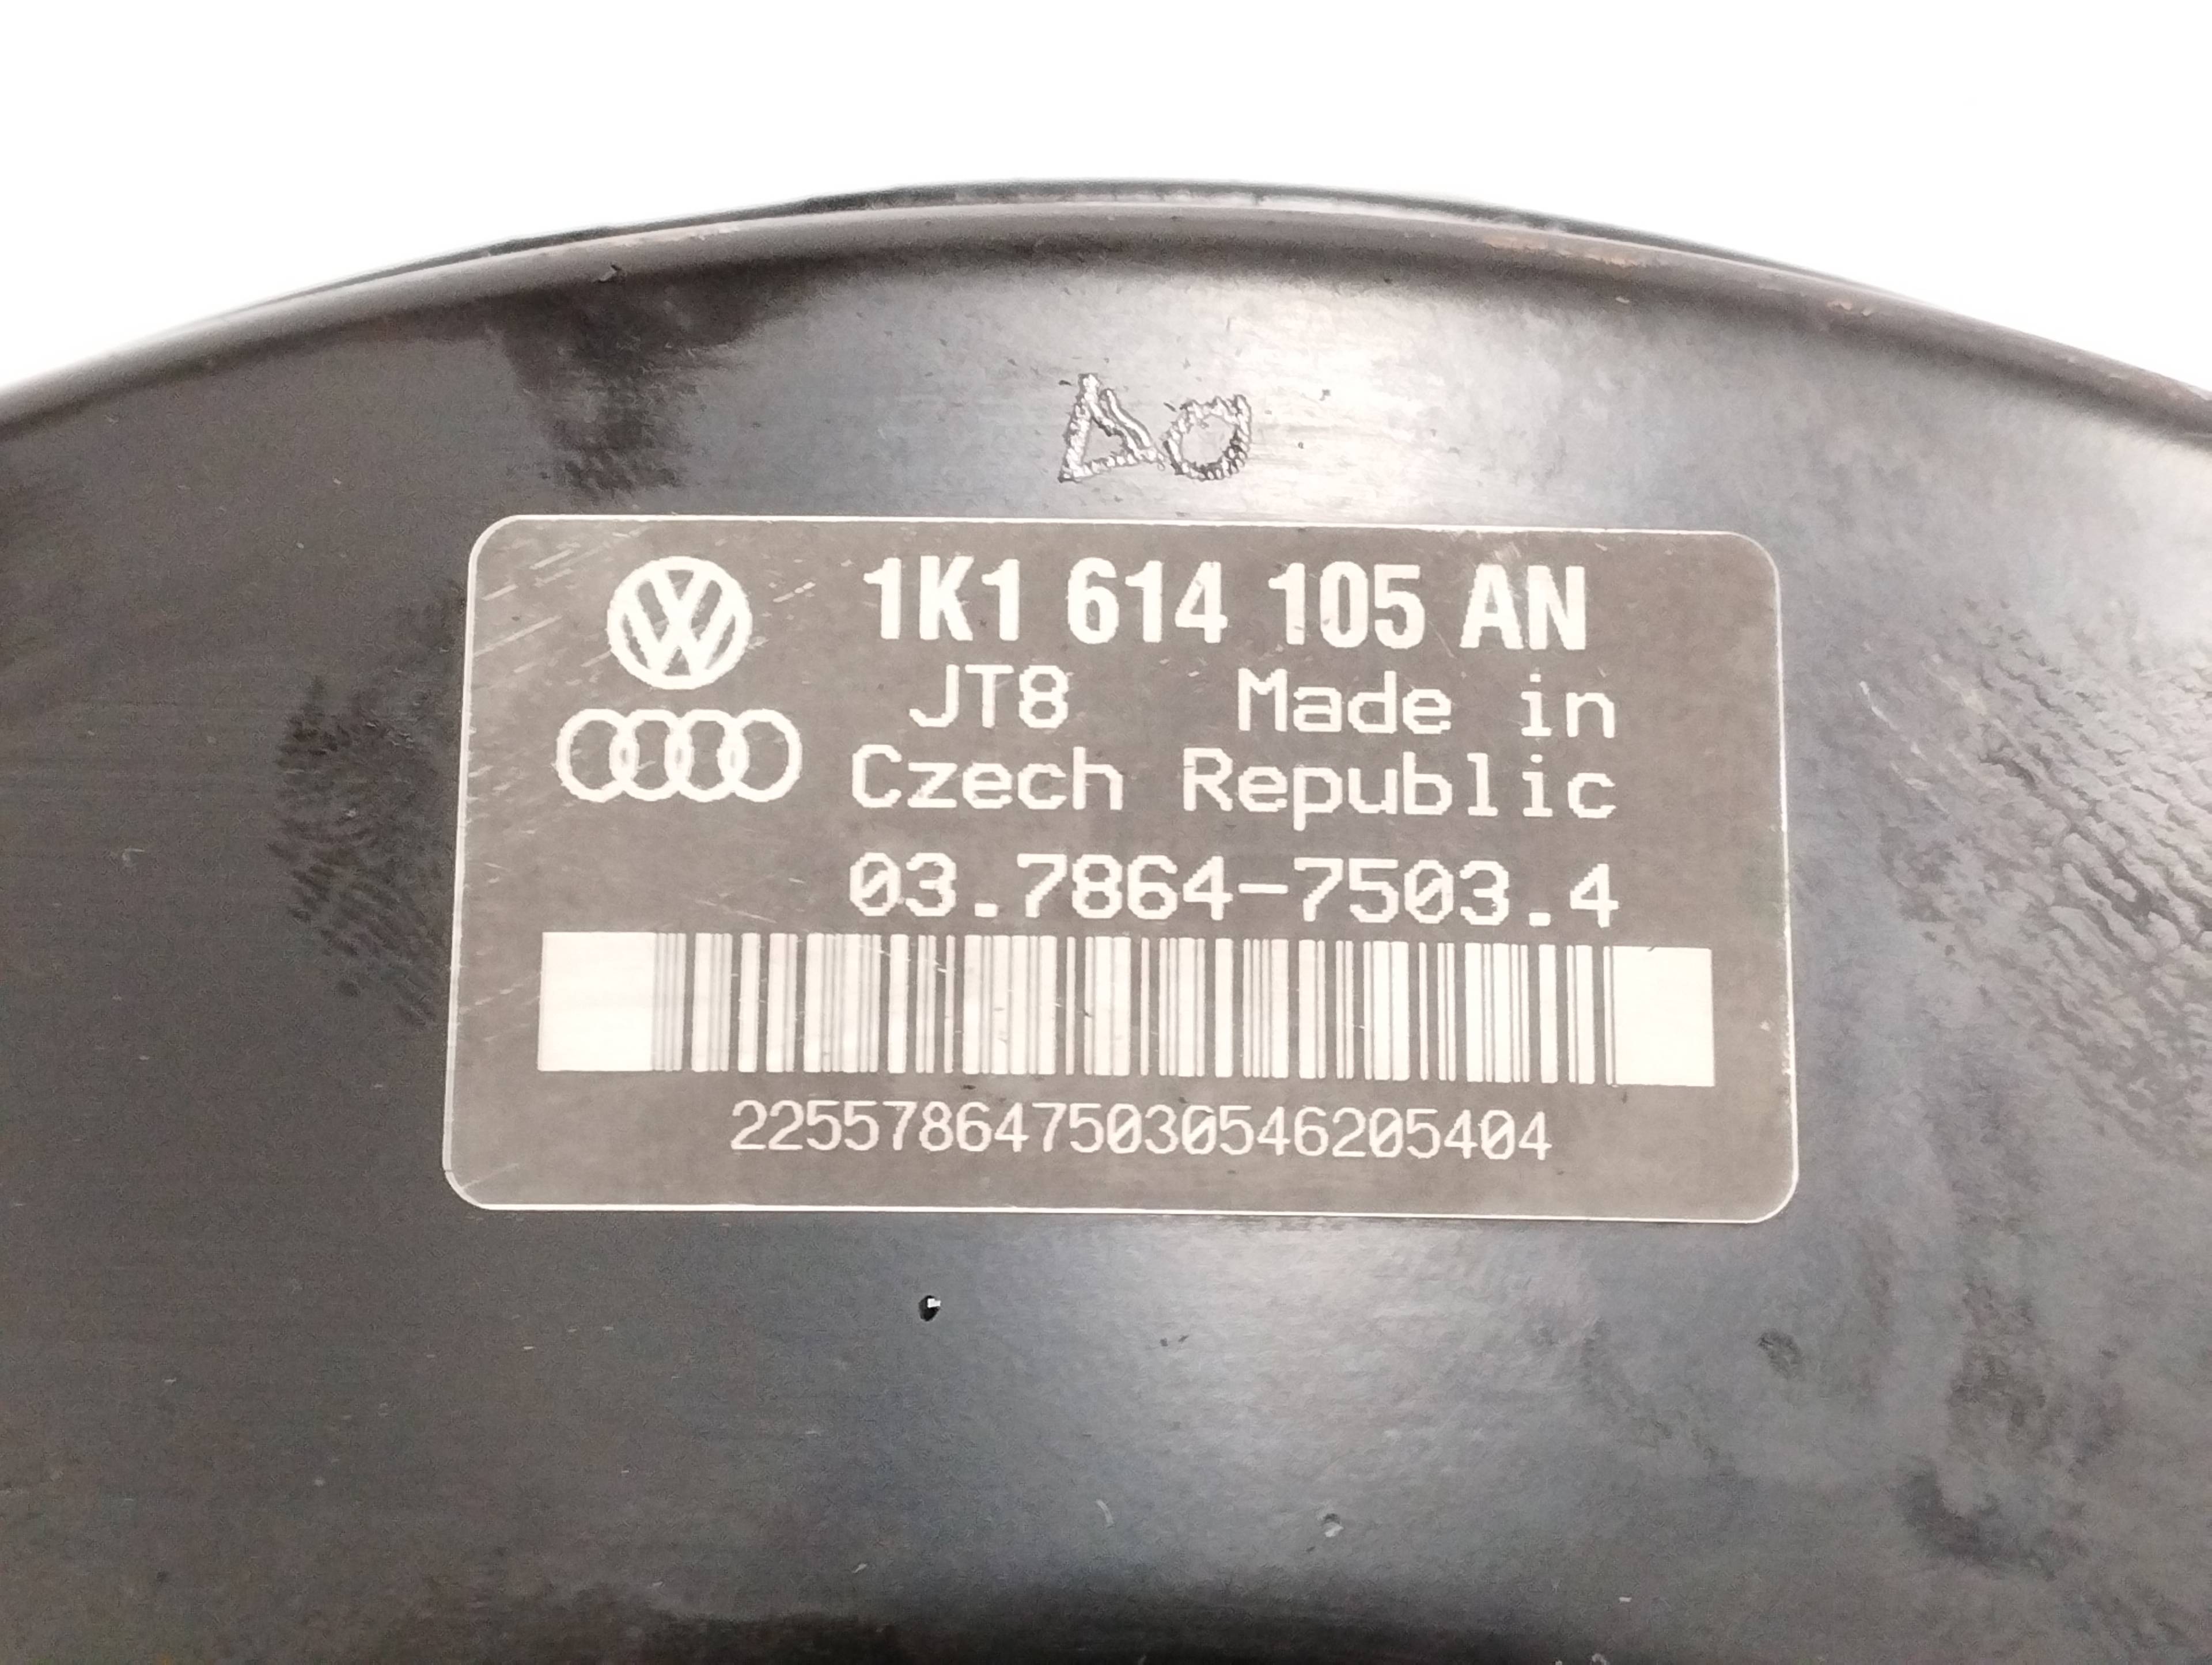 1K1 614 105 AN
JT8 Made in
Czech Republic
03.7864-7503.4
2255786475030546205404